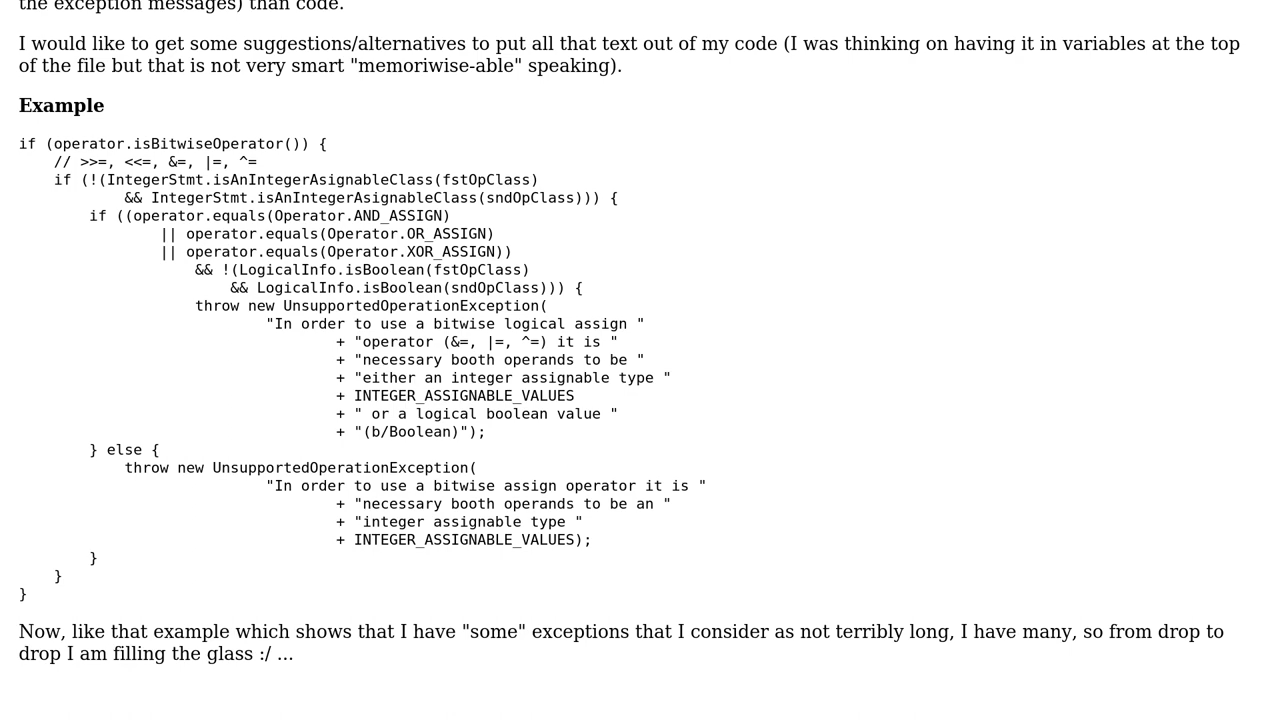 the exception messages) than code.
I would like to get some suggestions/alternatives to put all that text out of my code (I was thinking on having it in variables at the top
of the file but that is not very smart "memoriwise-able" speaking).
Example
if (operator.isBitwiseOperator()) {
    // >>=, <<=, &=, |=, ^=
    if (!(IntegerStmt.isAnIntegerAsignableClass(fstOpClass)
            && IntegerStmt.isAnIntegerAsignableClass(sndOpClass))) {
        if ((operator.equals(Operator.AND_ASSIGN)
                || operator.equals(Operator.OR_ASSIGN)
                || operator.equals(Operator.XOR_ASSIGN))
                    && !(LogicalInfo.isBoolean(fstOpClass)
                        && LogicalInfo.isBoolean(sndOpClass))) {
                    throw new UnsupportedOperationException(
                            "In order to use a bitwise logical assign "
                                    + "operator (&=, |=, ^=) it is "
                                    + "necessary booth operands to be "
                                    + "either an integer assignable type "
                                    + INTEGER_ASSIGNABLE_VALUES
                                    + " or a logical boolean value "
                                    + "(b/Boolean)");
        } else {
            throw new UnsupportedOperationException(
                            "In order to use a bitwise assign operator it is "
                                    + "necessary booth operands to be an "
                                    + "integer assignable type "
                                    + INTEGER_ASSIGNABLE_VALUES);
        }
    }
}
Now, like that example which shows that I have "some" exceptions that I consider as not terribly long, I have many, so from drop to
drop I am filling the glass :/ ...